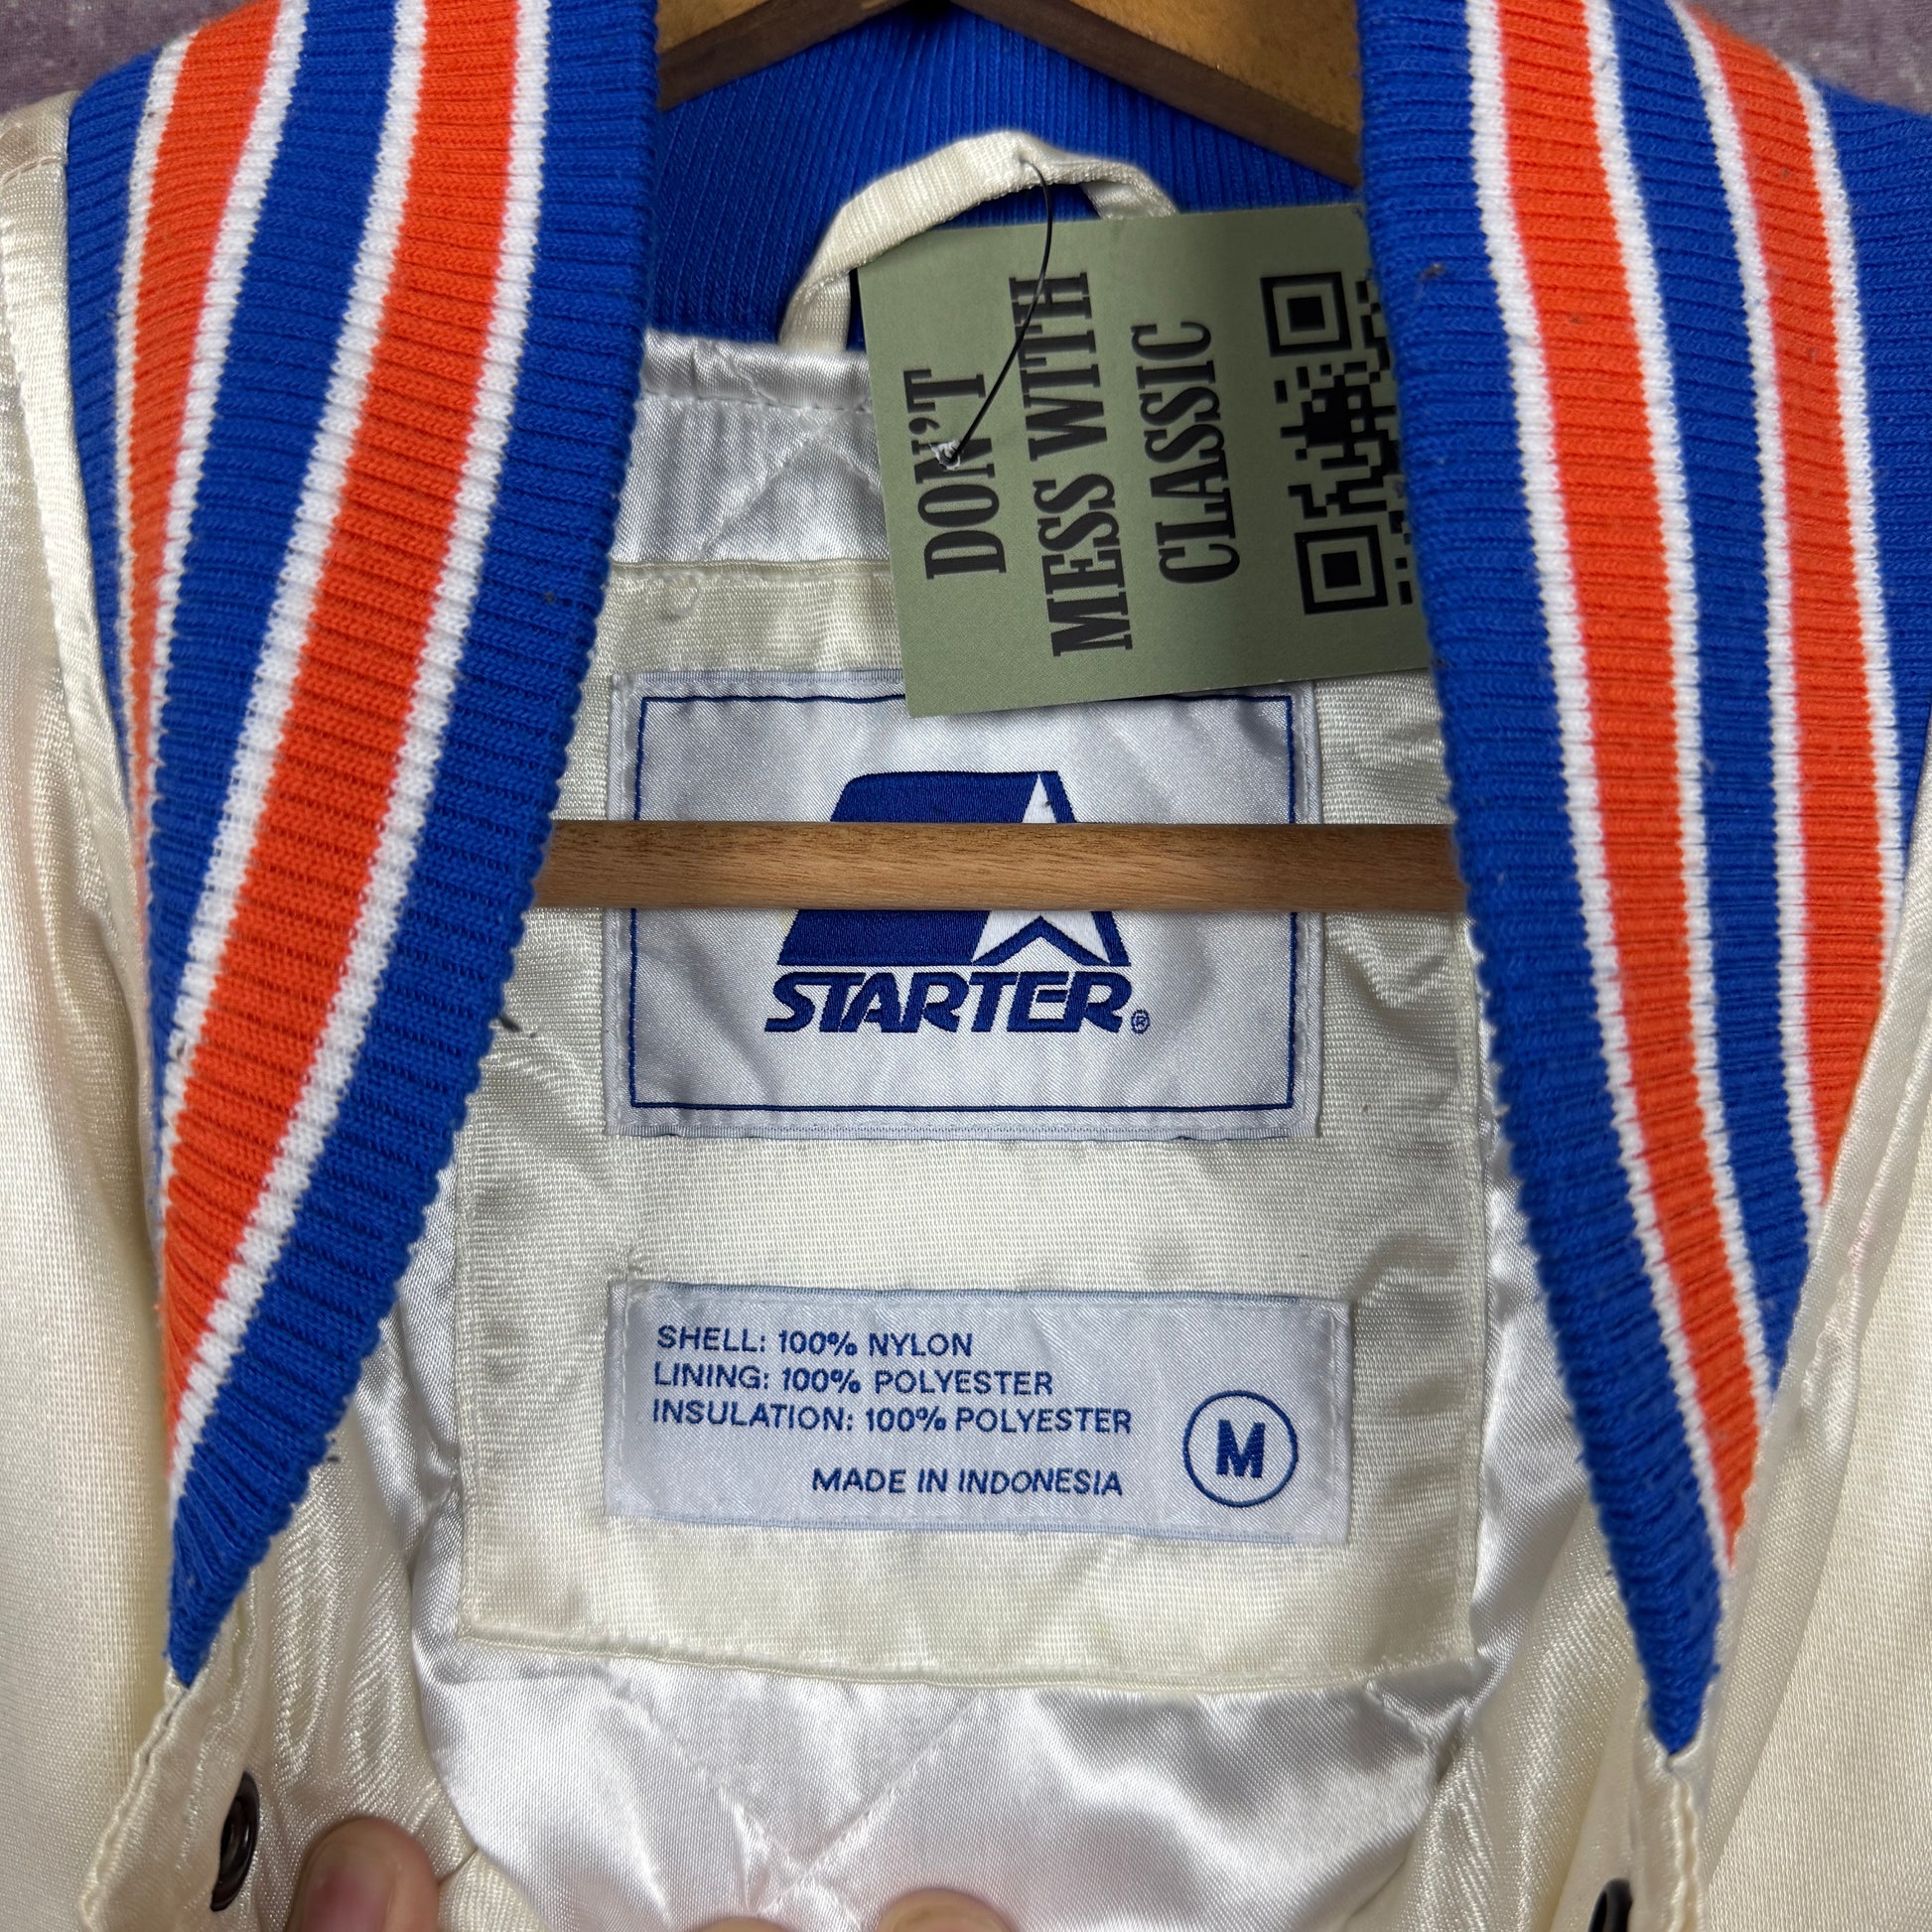 DON'T
MESS WITH
CLASSIC
STARTER®
SHELL: 100% NYLON
LINING: 100% POLYESTER
INSULATION: 100% POLYESTER
MADE IN INDONESIA
M